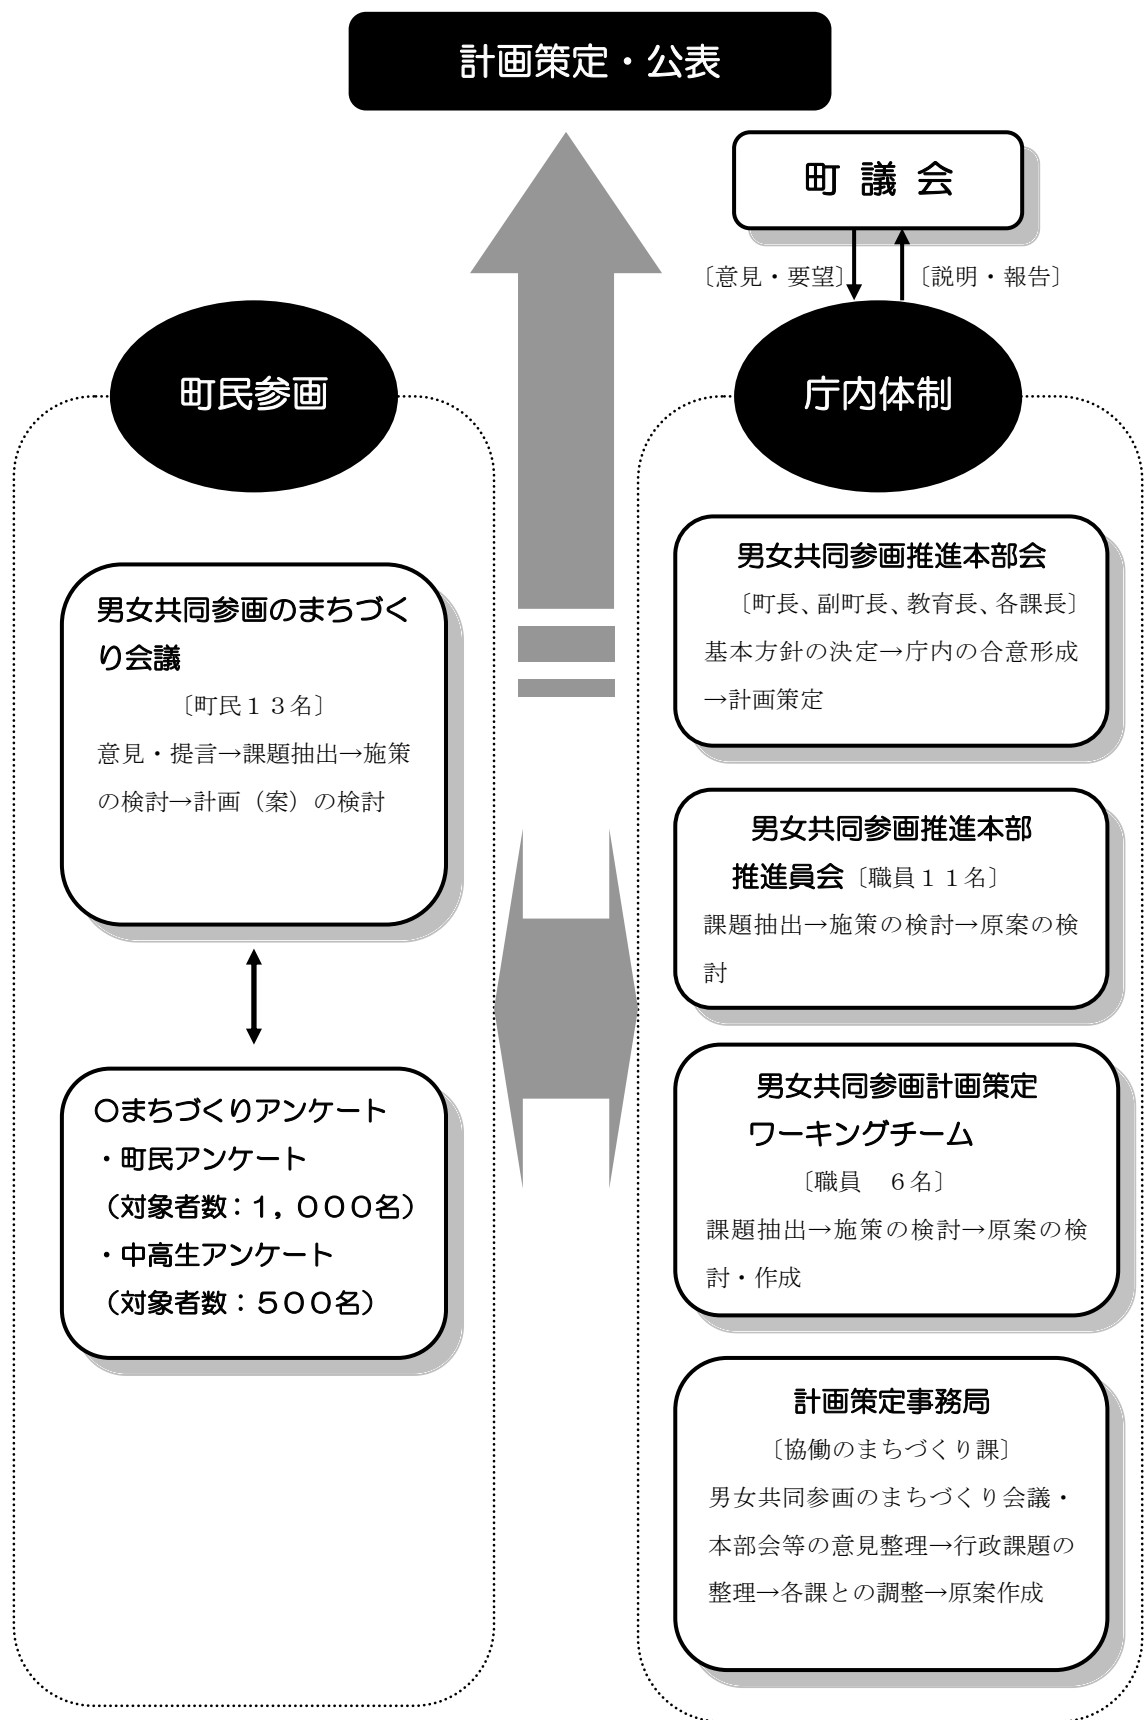 計画策定・公表
町 議 会
〔意見・要望〕
〔説明・報告〕
町民参画
男女共同参画のまちづく
り会議
〔町民１３名〕
意見・提言→課題抽出→施策
の検討→計画（案）の検討
○まちづくりアンケート
・町民アンケート
（対象者数：１，０００名）
・中高生アンケート
（対象者数：５００名）
庁内体制
男女共同参画推進本部会
〔町長、副町長、教育長、各課長〕
基本方針の決定→庁内の合意形成
→計画策定
男女共同参画推進本部
推進員会〔職員１１名〕
課題抽出→施策の検討→原案の検
討
男女共同参画計画策定
ワーキングチーム
〔職員　６名〕
課題抽出→施策の検討→原案の検
討・作成
計画策定事務局
〔協働のまちづくり課〕
男女共同参画のまちづくり会議・
本部会等の意見整理→行政課題の
整理→各課との調整→原案作成